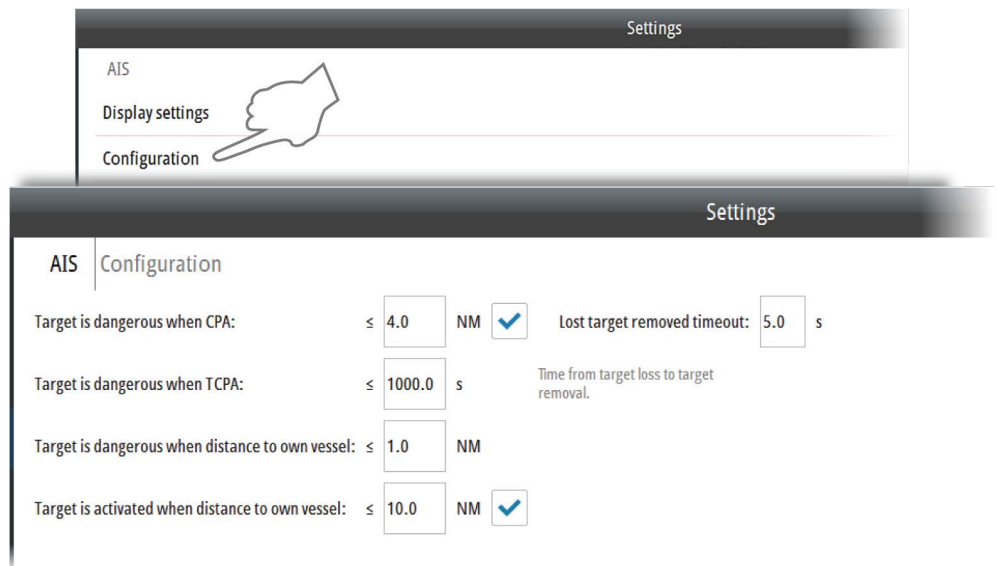 Settings
AIS
Display settings
Configuration
Settings
AIS Configuration
Target is dangerous when CPA: ≤ 4.0 NM Lost target removed timeout: 5.0 s
Target is dangerous when TCPA: ≤ 1000.0 s Time from target loss to target
removal.
Target is dangerous when distance to own vessel: ≤ 1.0 NM
Target is activated when distance to own vessel: ≤ 10.0 NM